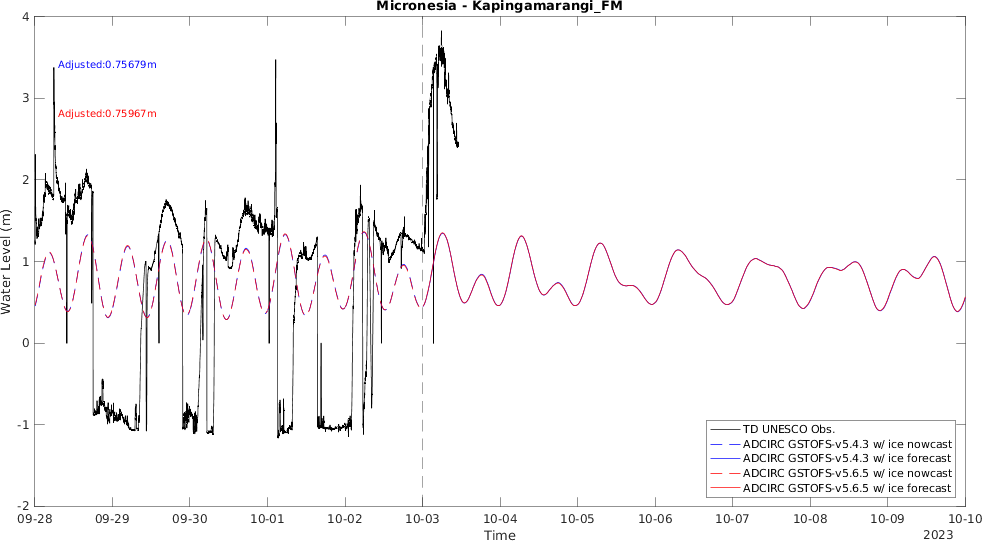 Micronesia - Kapingamarangi_FM
4
3
2
1
0
-1
-2
Water Level (m)
Adjusted:0.75679m
Adjusted:0.75967m
TD UNESCO Obs.
ADCIRC GSTOFS-v5.4.3 w/ ice nowcast
ADCIRC GSTOFS-v5.4.3 w/ ice forecast
ADCIRC GSTOFS-v5.6.5 w/ ice nowcast
ADCIRC GSTOFS-v5.6.5 w/ ice forecast
09-28 09-29 09-30 10-01 10-02 10-03 10-04 10-05 10-06 10-07 10-08 10-09 10-10
Time
2023